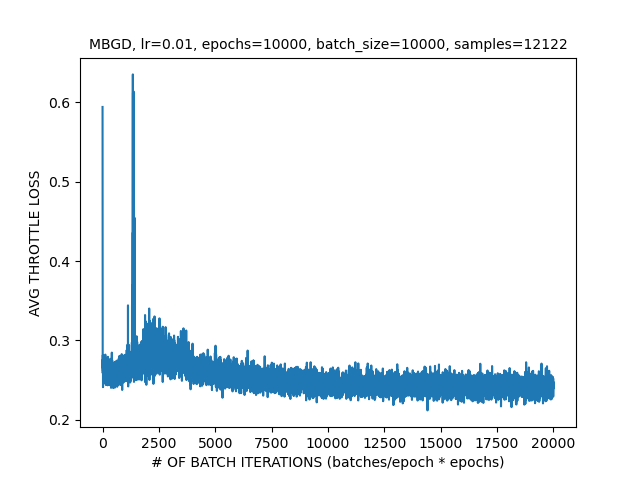 MBGD, lr=0.01, epochs=10000, batch_size=10000, samples=12122
AVG THROTTLE LOSS
0.6
0.5
0.4
0.3
0.2
0 2500 5000 7500 10000 12500 15000 17500 20000
# OF BATCH ITERATIONS (batches/epoch * epochs)